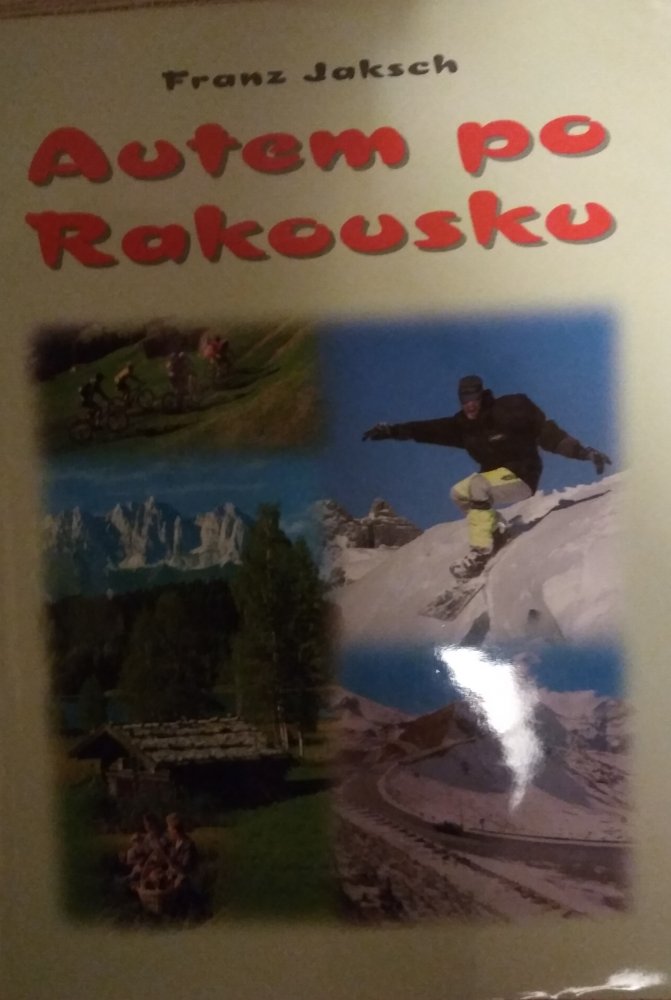 Franz Jaksch
Autem po
Rakousku